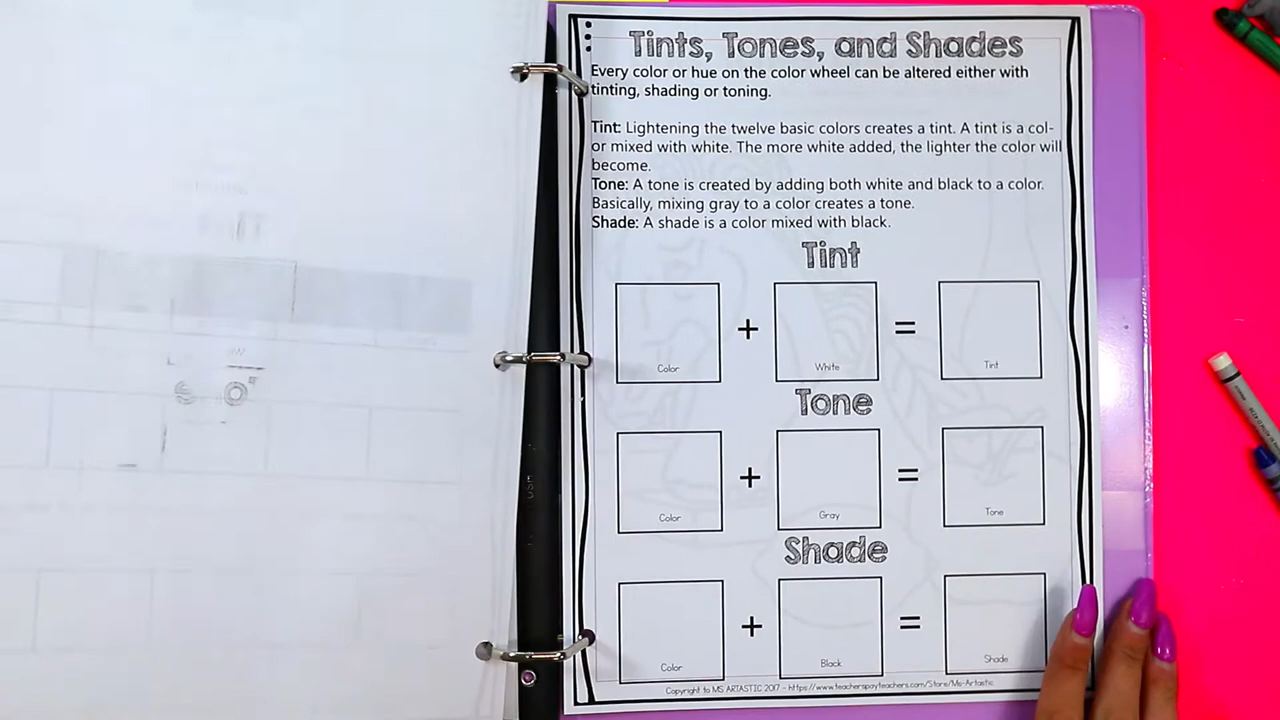 Tints, Tones, and Shades
Every color or hue on the color wheel can be altered either with
tinting, shading or toning.
Tint: Lightening the twelve basic colors creates a tint. A tint is a col-
or mixed with white. The more white added, the lighter the color will
become.
Tone: A tone is created by adding both white and black to a color.
Basically, mixing gray to a color creates a tone.
Shade: A shade is a color mixed with black.
Tint
+ =
Color White Tint
Tone
+ =
Color Gray Tone
Shade
+ =
Color Black Shade
Copyright to MS ARTASTIC 2017 - https://www.teacherspayteachers.com/Store/Ms-Artastic